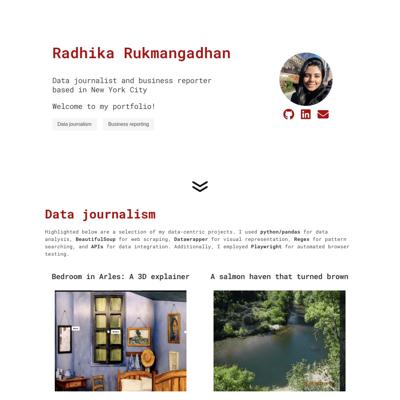 Radhika Rukmangadhan
Data journalist and business reporter
based in New York City
Welcome to my portfolio!
Data journalism
Business reporting
Data journalism
Highlighted below are a selection of my data-centric projects. I used python/pandas for data
analysis, BeautifulSoup for web scraping, Datawrapper for visual representation, Regex for pattern
searching, and APIs for data integration. Additionally, I employed Playwright for automated browser
testing.
Bedroom in Arles: A 3D explainer
A salmon haven that turned brown